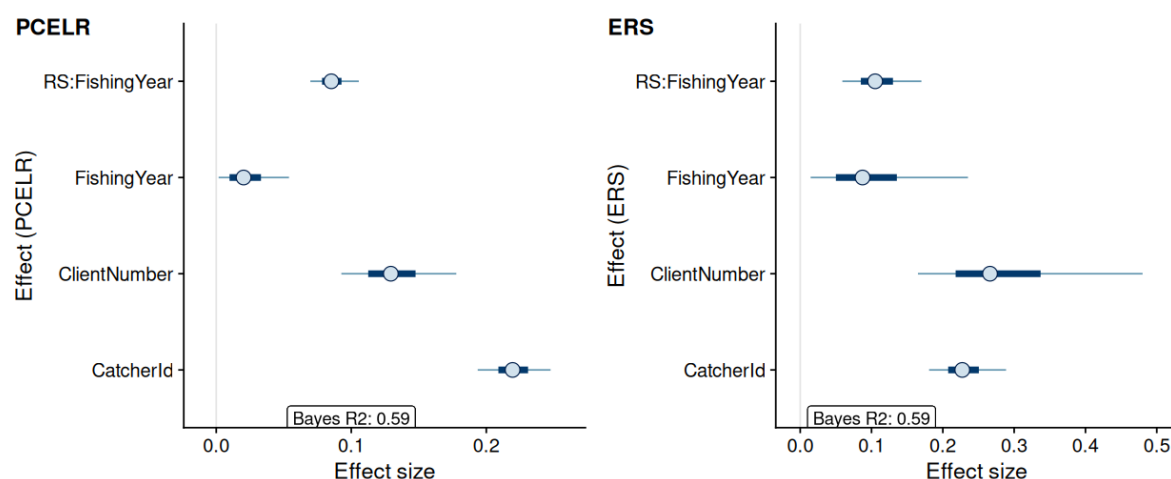 PCELR
Effect (PCELR)
RS:FishingYear
FishingYear
ClientNumber
CatcherId
Bayes R2: 0.59
0.0 0.1 0.2
Effect size
ERS
Effect (ERS)
RS:FishingYear
FishingYear
ClientNumber
CatcherId
Bayes R2: 0.59
0.0 0.1 0.2 0.3 0.4 0.5
Effect size